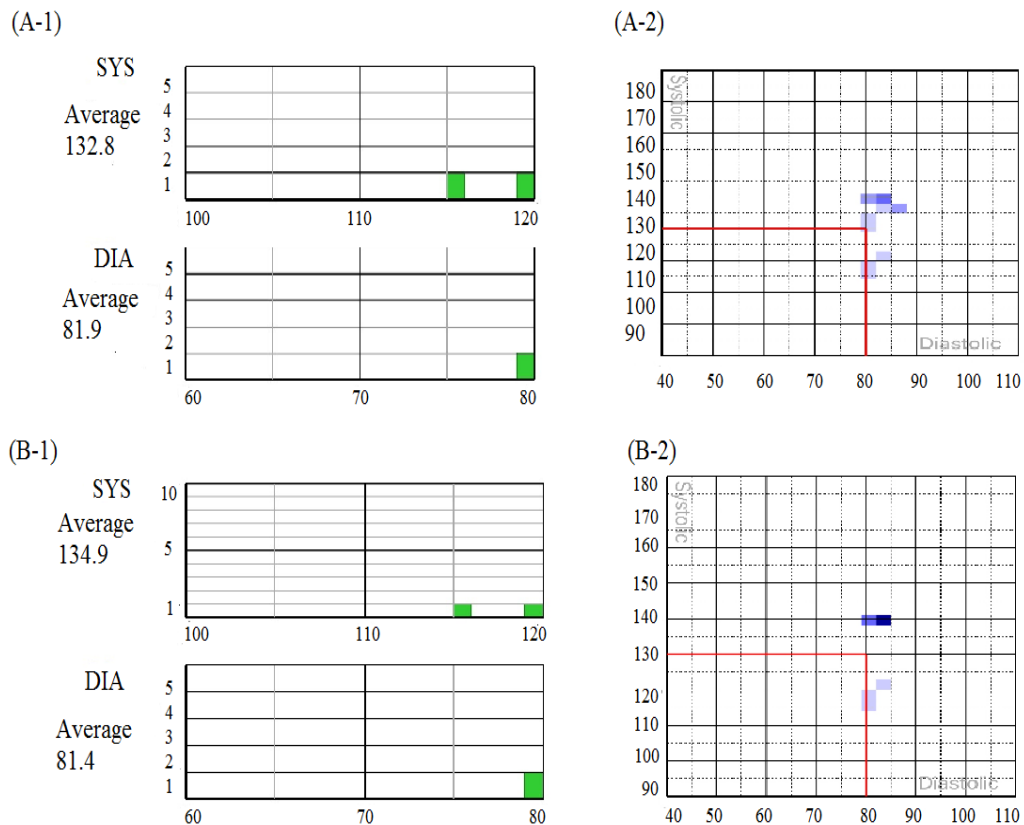 (A-1)
SYS
Average
132.8
5
4
3
2
1
100 110 120
DIA
Average
81.9
5
4
3
2
1
60 70 80
(A-2)
Systolic
180
170
160
150
140
130
120
110
100
90
Diastolic
40 50 60 70 80 90 100 110
(B-1)
SYS
Average
134.9
10
5
1
100 110 120
DIA
Average
81.4
5
4
3
2
1
60 70 80
(B-2)
Systolic
180
170
160
150
140
130
120
110
100
90
Diastolic
40 50 60 70 80 90 100 110